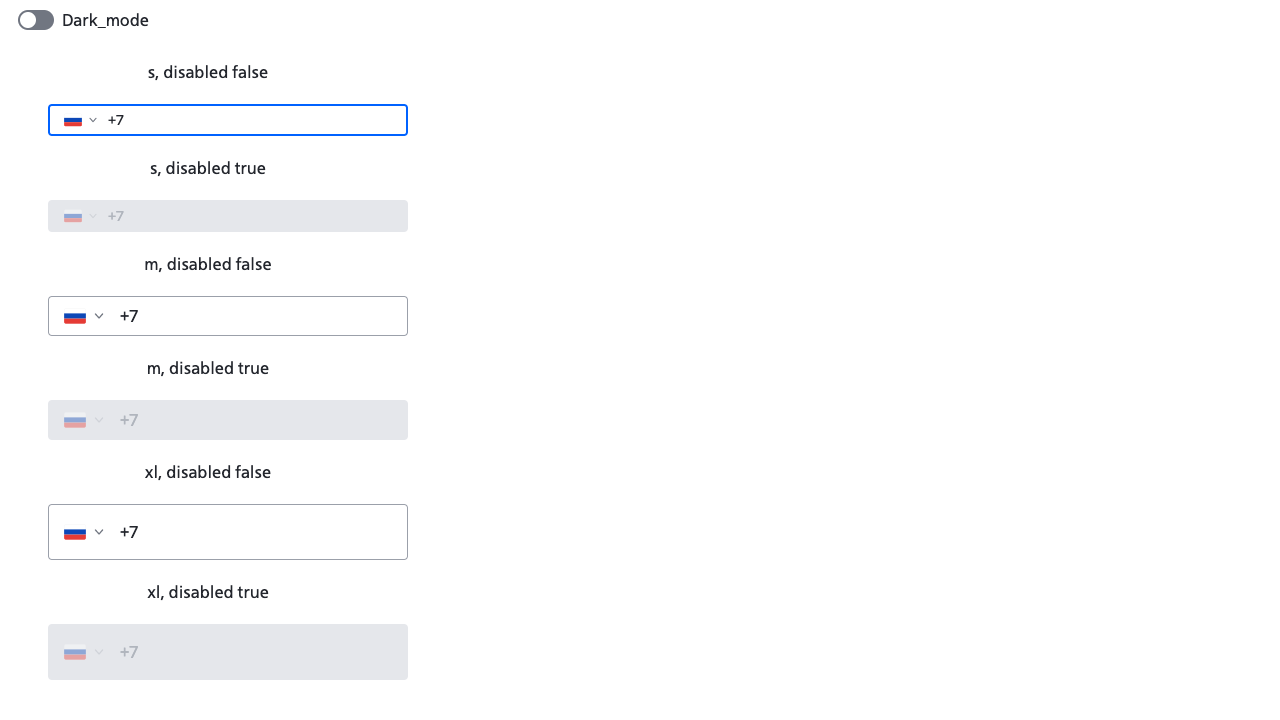 Dark_mode
s, disabled false
+7
s, disabled true
+7
m, disabled false
+7
m, disabled true
+7
xl, disabled false
+7
xl, disabled true
+7